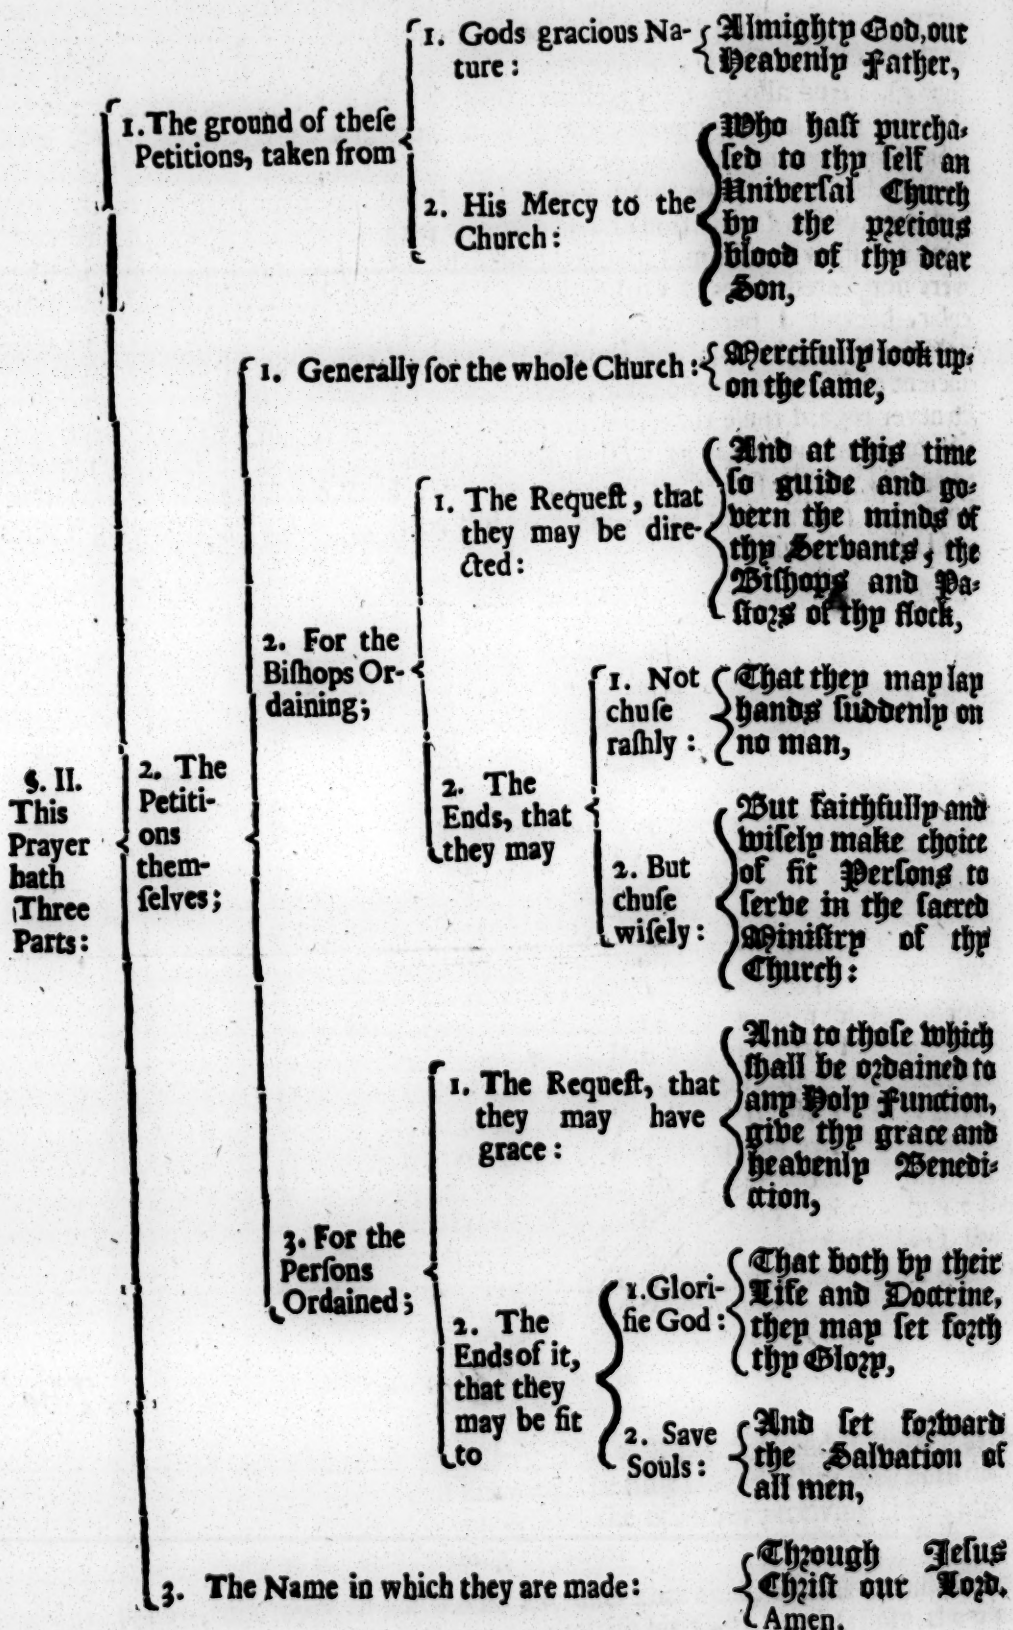 §. II.
This
Prayer
hath
Three
Parts:
1. The ground of theſe
Petitions, taken from
1. Gods gracious Na-
ture:
Almighty God, our
Heavenly Father,
2. His Mercy to the
Church:
Who haſt purcha-
ſed to thy ſelf an
Univerſal Church
by the precious
blood of thy dear
Son,
2. The
Petiti-
ons
them-
ſelves;
1. Generally for the whole Church:
Mercifully look up-
on the ſame,
2. For the
Biſhops Or-
daining;
1. The Requeſt, that
they may be dire-
cted:
And at this time
ſo guide and go-
vern the minds of
thy Servants, the
Biſhops and Pa-
ſtors of thy flock,
2. The
Ends, that
they may
1. Not
chuſe
raſhly:
That they may lay
hands ſuddenly on
no man,
2. But
chuſe
wiſely:
But faithfully and
wiſely make choice
of fit Perſons to
ſerve in the ſacred
Miniſtry of thy
Church:
3. For the
Perſons
Ordained;
1. The Requeſt, that
they may have
grace:
And to thoſe which
ſhall be ordained to
any Holy Function,
give thy grace and
heavenly Benedi-
ction,
2. The
Ends of it,
that they
may be fit
to
1. Glori-
fie God:
That both by their
Life and Doctrine,
they may ſet forth
thy Glory,
2. Save
Souls:
And ſet forward
the Salvation of
all men,
3. The Name in which they are made:
Through Jeſus
Chriſt our Lord.
Amen.